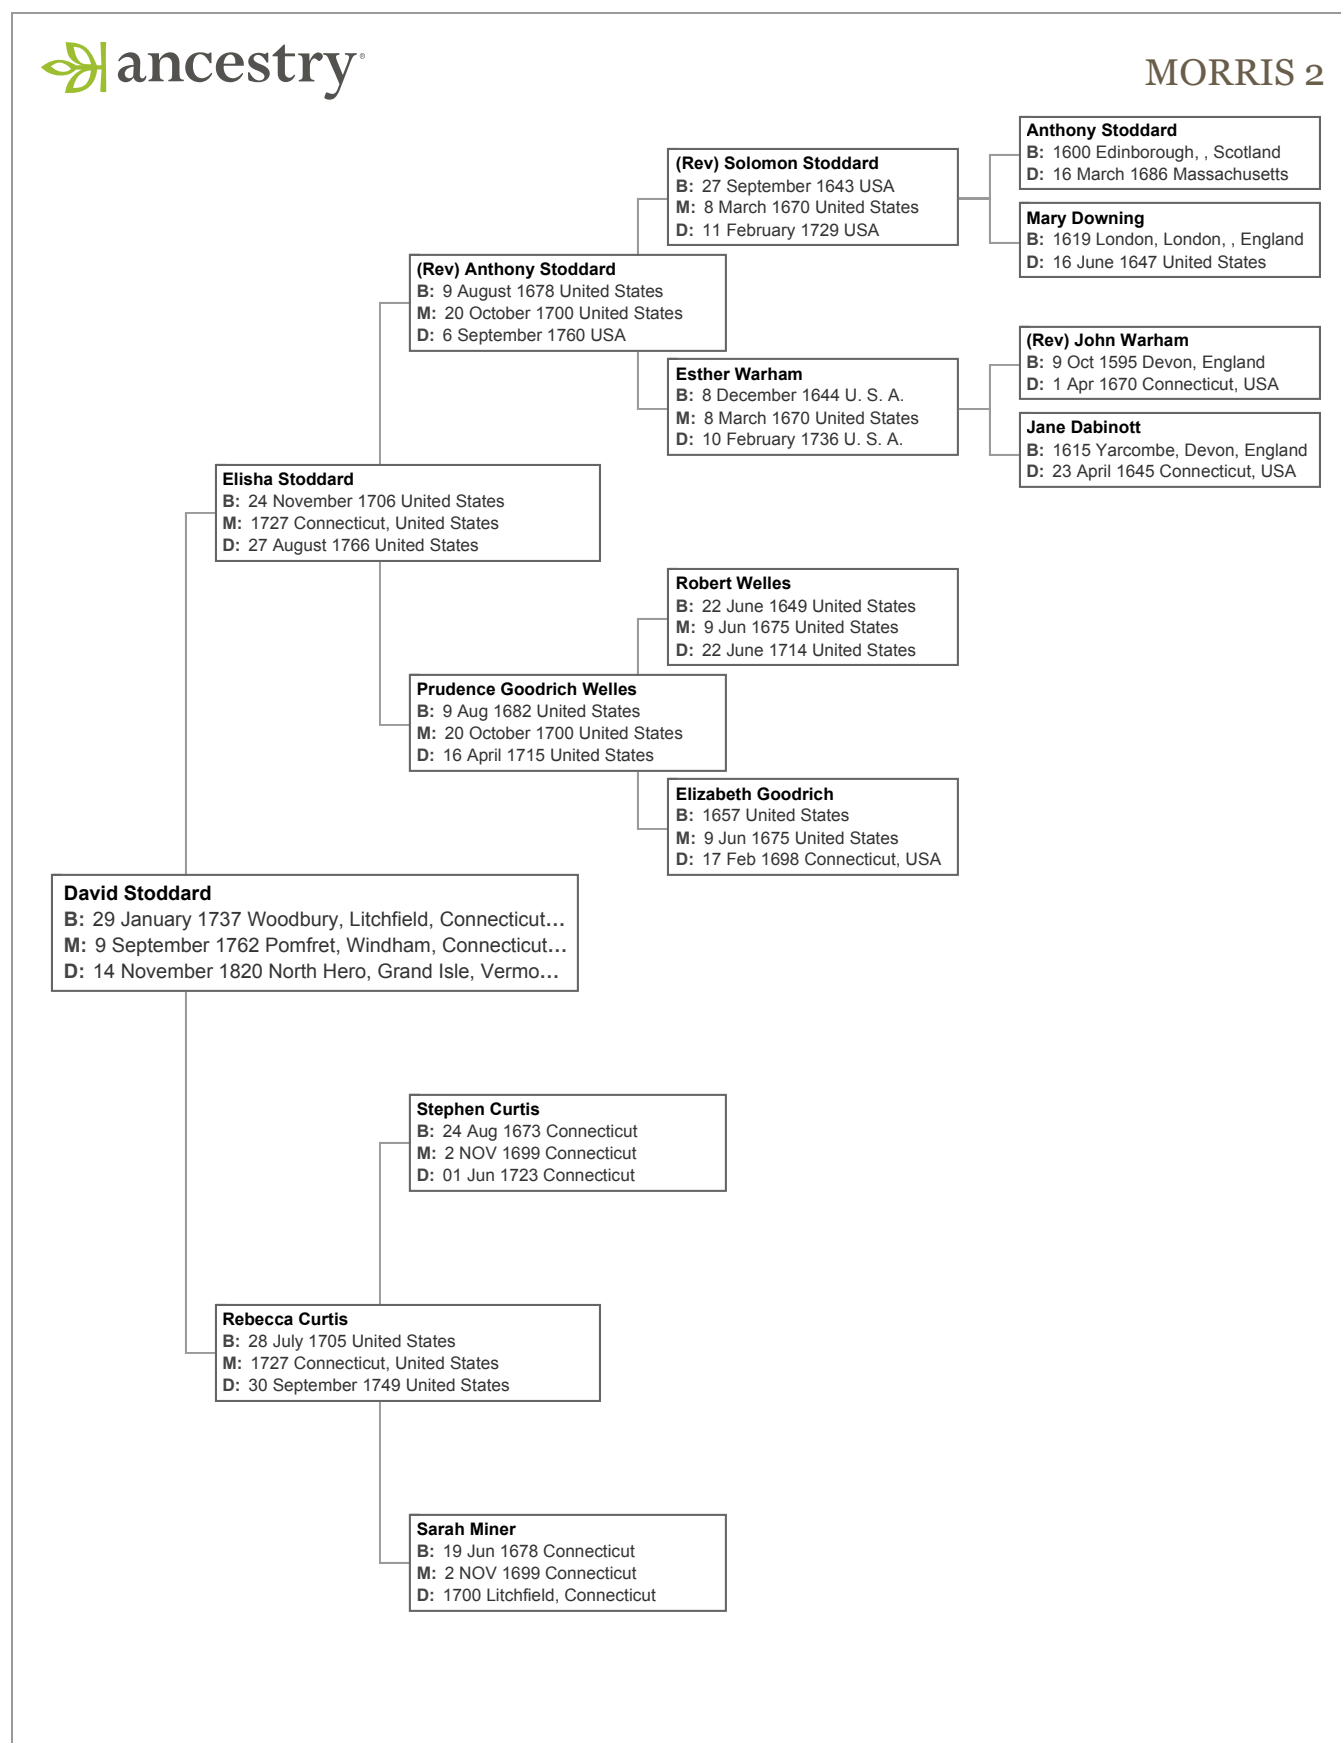 ancestry
MORRIS 2
Anthony Stoddard
B: 1600 Edinborough, , Scotland
D: 16 March 1686 Massachusetts
(Rev) Solomon Stoddard
B: 27 September 1643 USA
M: 8 March 1670 United States
D: 11 February 1729 USA
Mary Downing
B: 1619 London, London, , England
D: 16 June 1647 United States
(Rev) Anthony Stoddard
B: 9 August 1678 United States
M: 20 October 1700 United States
D: 6 September 1760 USA
(Rev) John Warham
B: 9 Oct 1595 Devon, England
D: 1 Apr 1670 Connecticut, USA
Esther Warham
B: 8 December 1644 U. S. A.
M: 8 March 1670 United States
D: 10 February 1736 U. S. A.
Jane Dabinott
B: 1615 Yarcombe, Devon, England
D: 23 April 1645 Connecticut, USA
Elisha Stoddard
B: 24 November 1706 United States
M: 1727 Connecticut, United States
D: 27 August 1766 United States
Robert Welles
B: 22 June 1649 United States
M: 9 Jun 1675 United States
D: 22 June 1714 United States
Prudence Goodrich Welles
B: 9 Aug 1682 United States
M: 20 October 1700 United States
D: 16 April 1715 United States
Elizabeth Goodrich
B: 1657 United States
M: 9 Jun 1675 United States
D: 17 Feb 1698 Connecticut, USA
David Stoddard
B: 29 January 1737 Woodbury, Litchfield, Connecticut...
M: 9 September 1762 Pomfret, Windham, Connecticut...
D: 14 November 1820 North Hero, Grand Isle, Vermo...
Stephen Curtis
B: 24 Aug 1673 Connecticut
M: 2 NOV 1699 Connecticut
D: 01 Jun 1723 Connecticut
Rebecca Curtis
B: 28 July 1705 United States
M: 1727 Connecticut, United States
D: 30 September 1749 United States
Sarah Miner
B: 19 Jun 1678 Connecticut
M: 2 NOV 1699 Connecticut
D: 1700 Litchfield, Connecticut